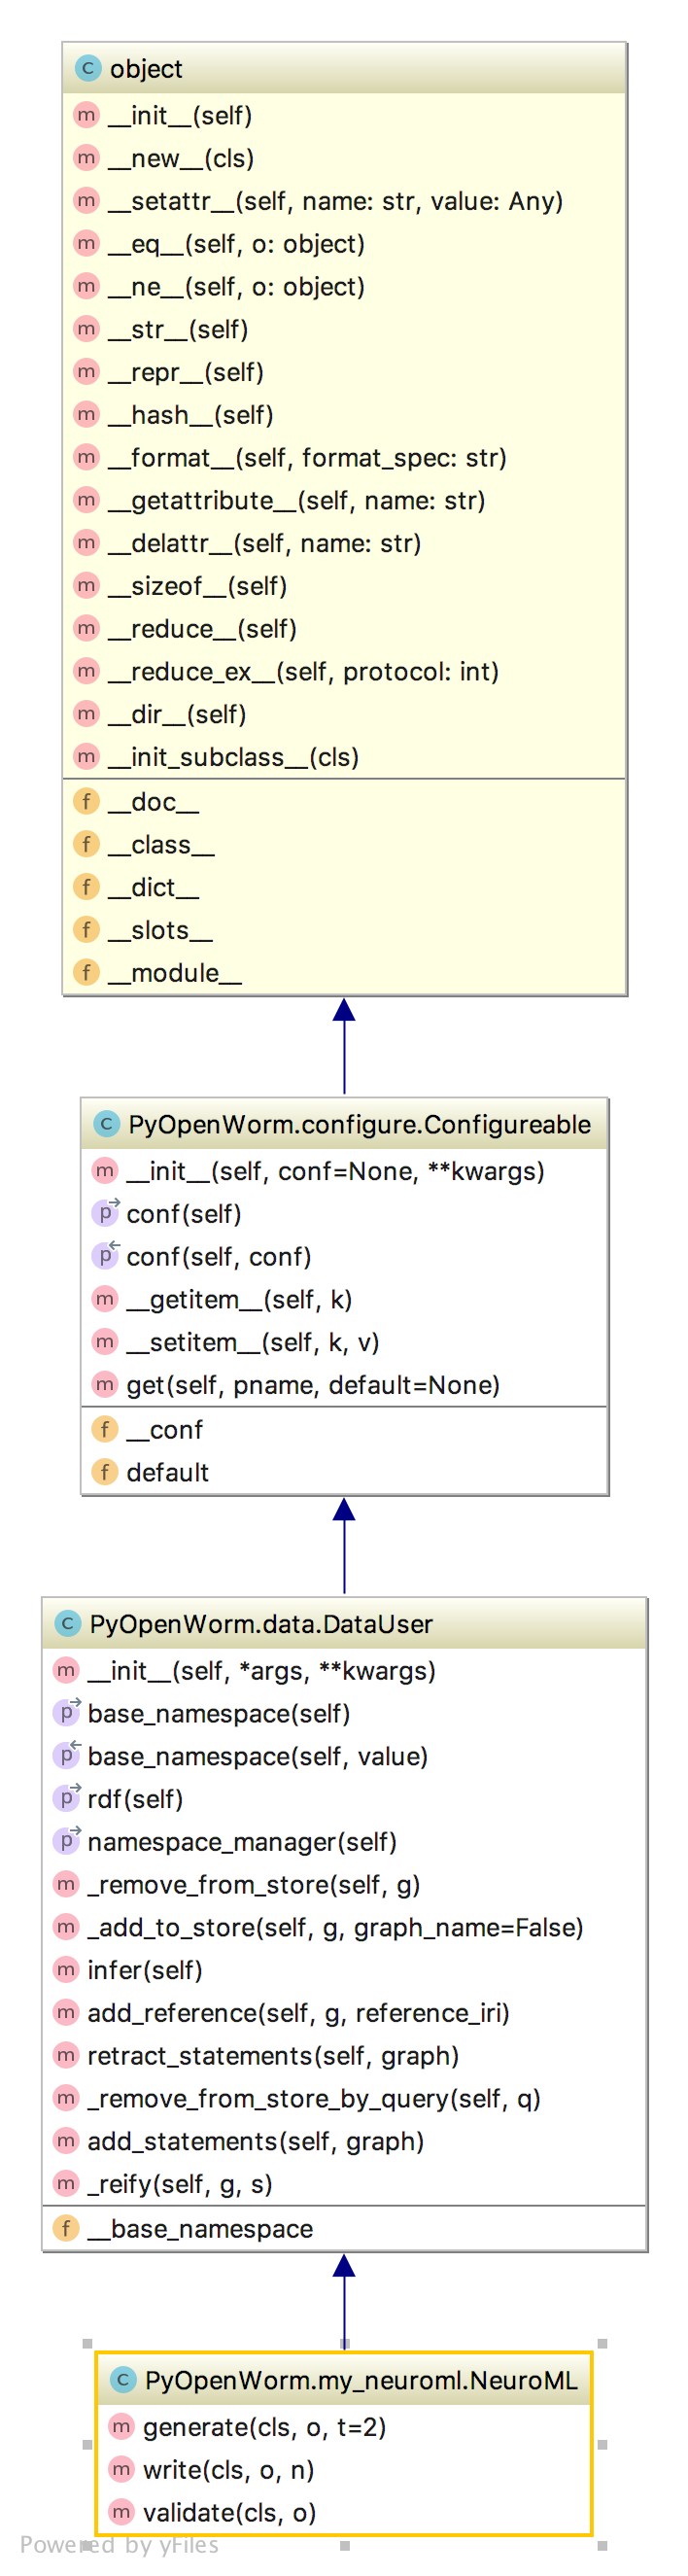 C object
m __init__(self)
m __new__(cls)
m __setattr__(self, name: str, value: Any)
m __eq__(self, o: object)
m __ne__(self, o: object)
m __str__(self)
m __repr__(self)
m __hash__(self)
m __format__(self, format_spec: str)
m __getattribute__(self, name: str)
m __delattr__(self, name: str)
m __sizeof__(self)
m __reduce__(self)
m __reduce_ex__(self, protocol: int)
m __dir__(self)
m __init_subclass__(cls)
f __doc__
f __class__
f __dict__
f __slots__
f __module__
C PyOpenWorm.configure.Configureable
m __init__(self, conf=None, **kwargs)
p conf(self)
p conf(self, conf)
m __getitem__(self, k)
m __setitem__(self, k, v)
m get(self, pname, default=None)
f __conf
f default
C PyOpenWorm.data.DataUser
m __init__(self, *args, **kwargs)
p base_namespace(self)
p base_namespace(self, value)
p rdf(self)
p namespace_manager(self)
m _remove_from_store(self, g)
m _add_to_store(self, g, graph_name=False)
m infer(self)
m add_reference(self, g, reference_iri)
m retract_statements(self, graph)
m _remove_from_store_by_query(self, q)
m add_statements(self, graph)
m _reify(self, g, s)
f __base_namespace
C PyOpenWorm.my_neuroml.NeuroML
m generate(cls, o, t=2)
m write(cls, o, n)
m validate(cls, o)
Powered by yFiles